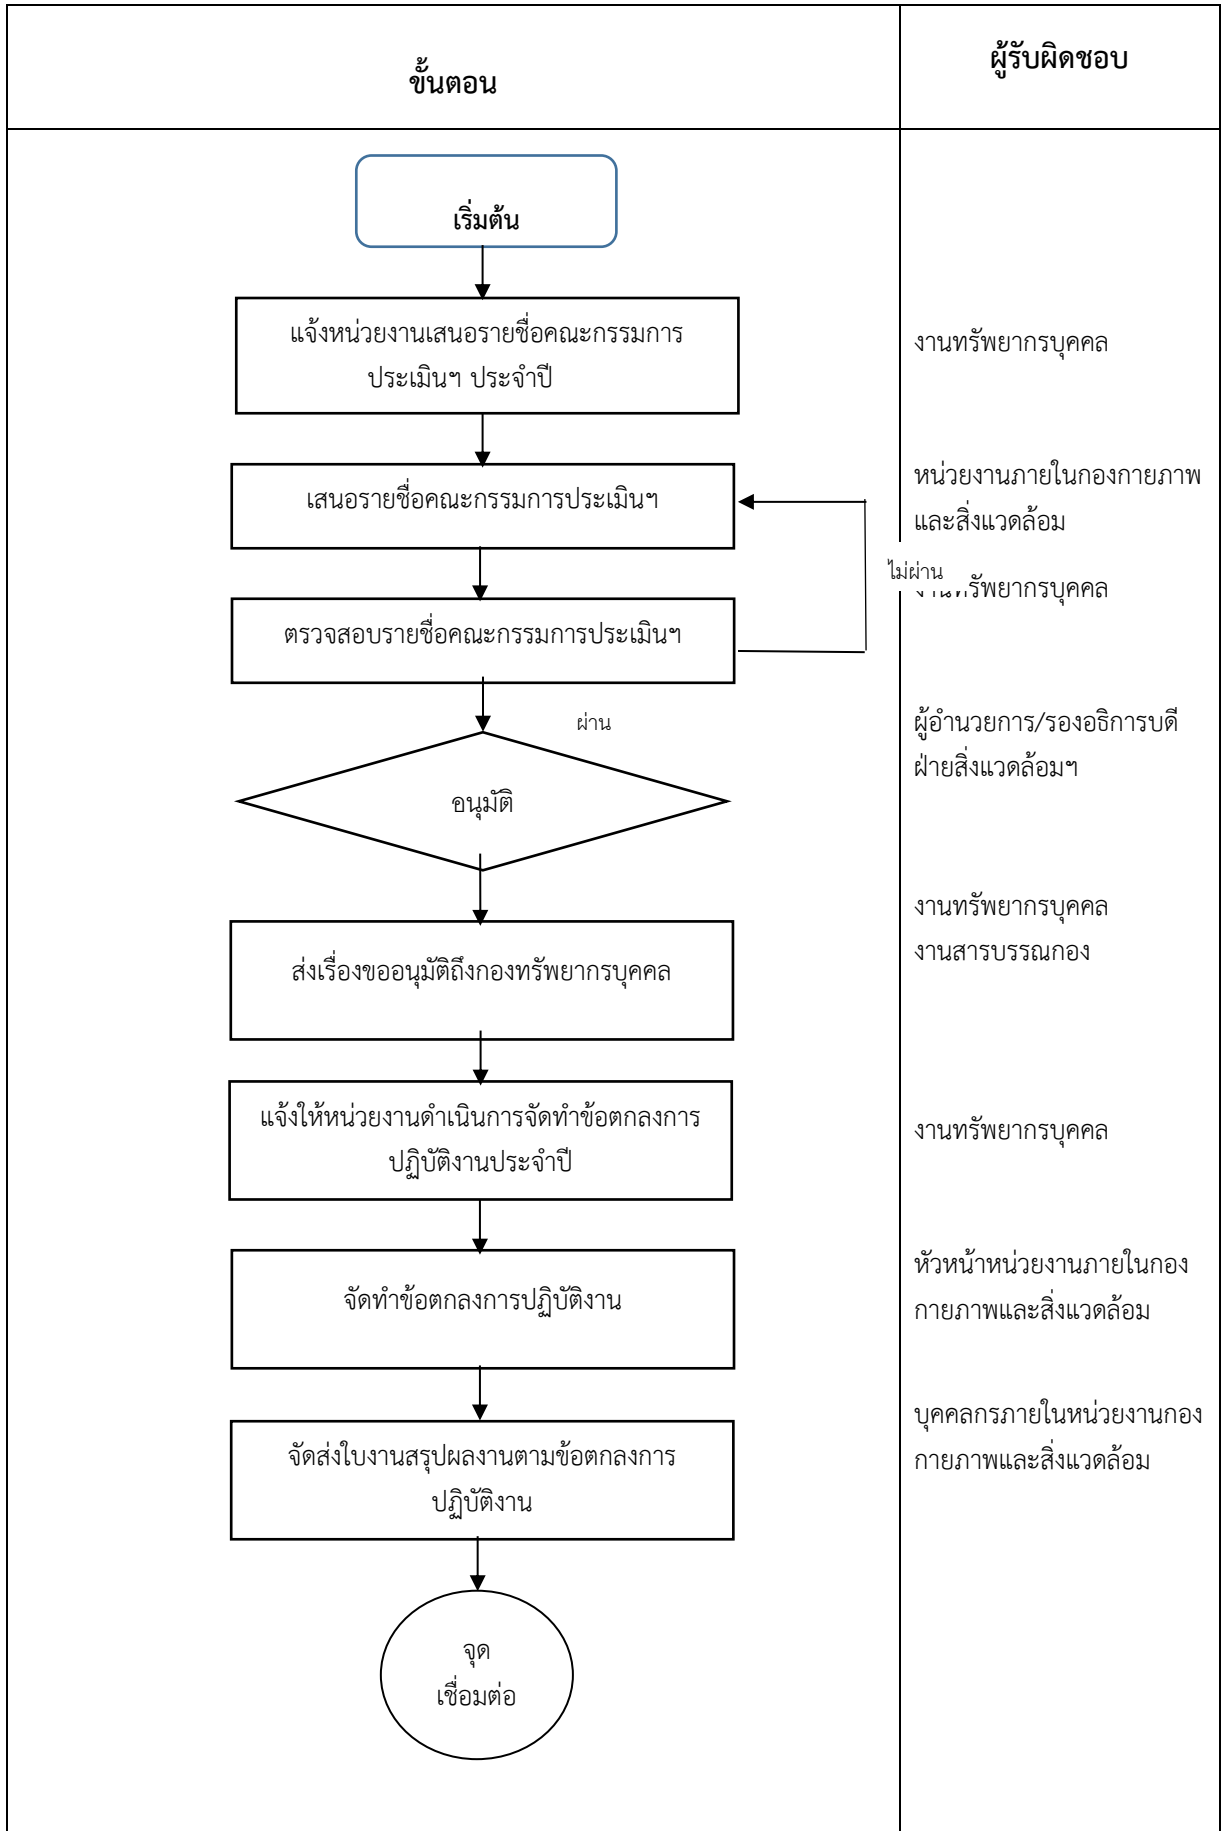 ขั้นตอน
ผู้รับผิดชอบ
เริ่มต้น
แจ้งหน่วยงานเสนอรายชื่อคณะกรรมการ
ประเมินฯ ประจำปี
งานทรัพยากรบุคคล
เสนอรายชื่อคณะกรรมการประเมินฯ
หน่วยงานภายในกองกายภาพ
และสิ่งแวดล้อม
ไม่ผ่าน
งานทรัพยากรบุคคล
ตรวจสอบรายชื่อคณะกรรมการประเมินฯ
ผ่าน
ผู้อำนวยการ/รองอธิการบดี
ฝ่ายสิ่งแวดล้อมฯ
อนุมัติ
งานทรัพยากรบุคคล
งานสารบรรณกอง
ส่งเรื่องขออนุมัติถึงกองทรัพยากรบุคคล
แจ้งให้หน่วยงานดำเนินการจัดทำข้อตกลงการ
ปฏิบัติงานประจำปี
งานทรัพยากรบุคคล
จัดทำข้อตกลงการปฏิบัติงาน
หัวหน้าหน่วยงานภายในกอง
กายภาพและสิ่งแวดล้อม
จัดส่งใบงานสรุปผลงานตามข้อตกลงการ
ปฏิบัติงาน
บุคคลกรภายในหน่วยงานกอง
กายภาพและสิ่งแวดล้อม
จุด
เชื่อมต่อ